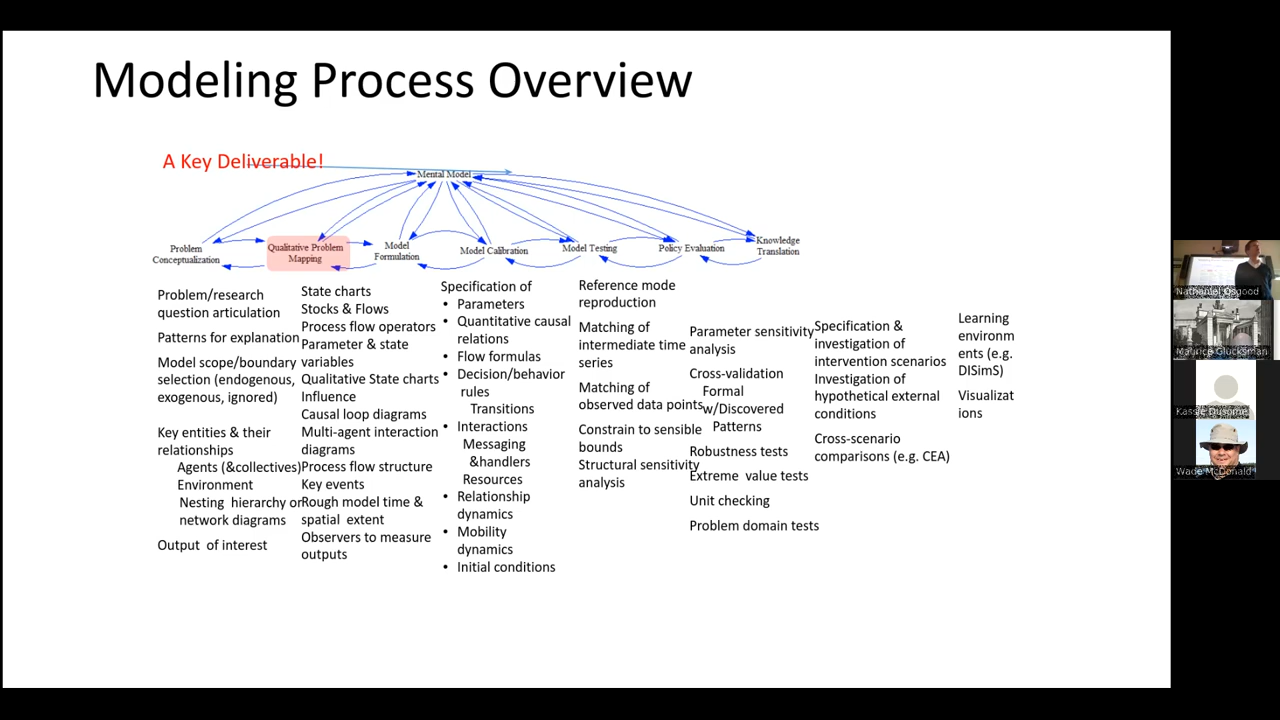 Modeling Process Overview
A Key Deliverable!
Mental Model
Problem
Conceptualization
Qualitative Problem
Mapping
Model
Formulation
Model Calibration
Model Testing
Policy Evaluation
Knowledge
Translation
Problem/research
question articulation
Patterns for explanation
Model scope/boundary
selection (endogenous,
exogenous, ignored)
Key entities & their
relationships
Agents (&collectives)
Environment
Nesting hierarchy or
network diagrams
Output of interest
State charts
Stocks & Flows
Process flow operators
Parameter & state
variables
Qualitative State charts
Influence
Causal loop diagrams
Multi-agent interaction
diagrams
Process flow structure
Key events
Rough model time &
spatial extent
Observers to measure
outputs
Specification of
• Parameters
• Quantitative causal
relations
• Flow formulas
• Decision/behavior
rules
Transitions
• Interactions
Messaging
&handlers
Resources
• Relationship
dynamics
• Mobility
dynamics
• Initial conditions
Reference mode
reproduction
Matching of
intermediate time
series
Matching of
observed data points
Constrain to sensible
bounds
Structural sensitivity
analysis
Parameter sensitivity
analysis
Cross-validation
Formal
w/Discovered
Patterns
Robustness tests
Extreme value tests
Unit checking
Problem domain tests
Specification &
investigation of
intervention scenarios
Investigation of
hypothetical external
conditions
Cross-scenario
comparisons (e.g. CEA)
Learning
environm
ents (e.g.
DISimS)
Visualizat
ions
Nathaniel Osgood
Maurice Glucksman
Kassie Dusome
Wade McDonald